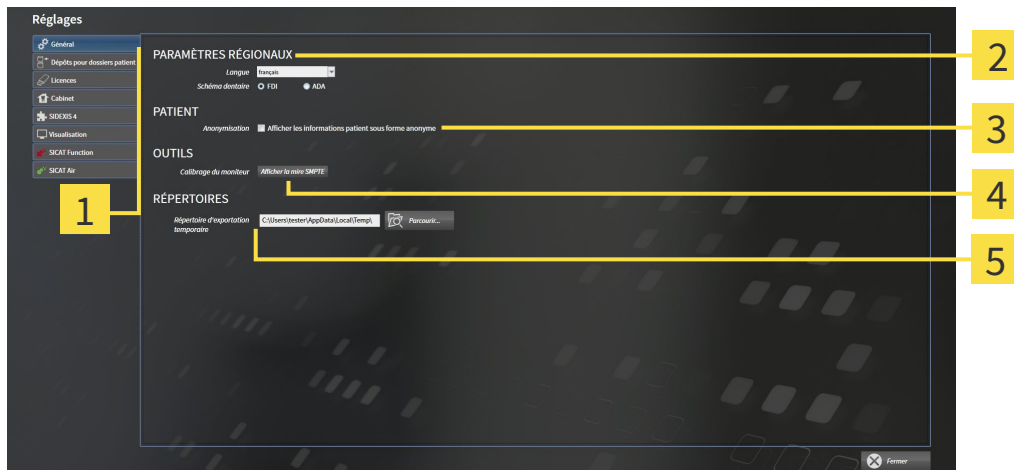 Réglages
Général
Dépôts pour dossiers patient
Licences
Cabinet
SIDEXIS 4
Visualisation
SICAT Function
SICAT Air
1
PARAMÈTRES RÉGIONAUX
2
Langue français
Schéma dentaire FDI ADA
PATIENT
Anonymisation Afficher les informations patient sous forme anonyme
3
OUTILS
Calibrage du moniteur Afficher la mire SMPTE
4
RÉPERTOIRES
Répertoire d'exportation temporaire C:\Users\tester\AppData\Local\Temp\ Parcourir...
5
Fermer